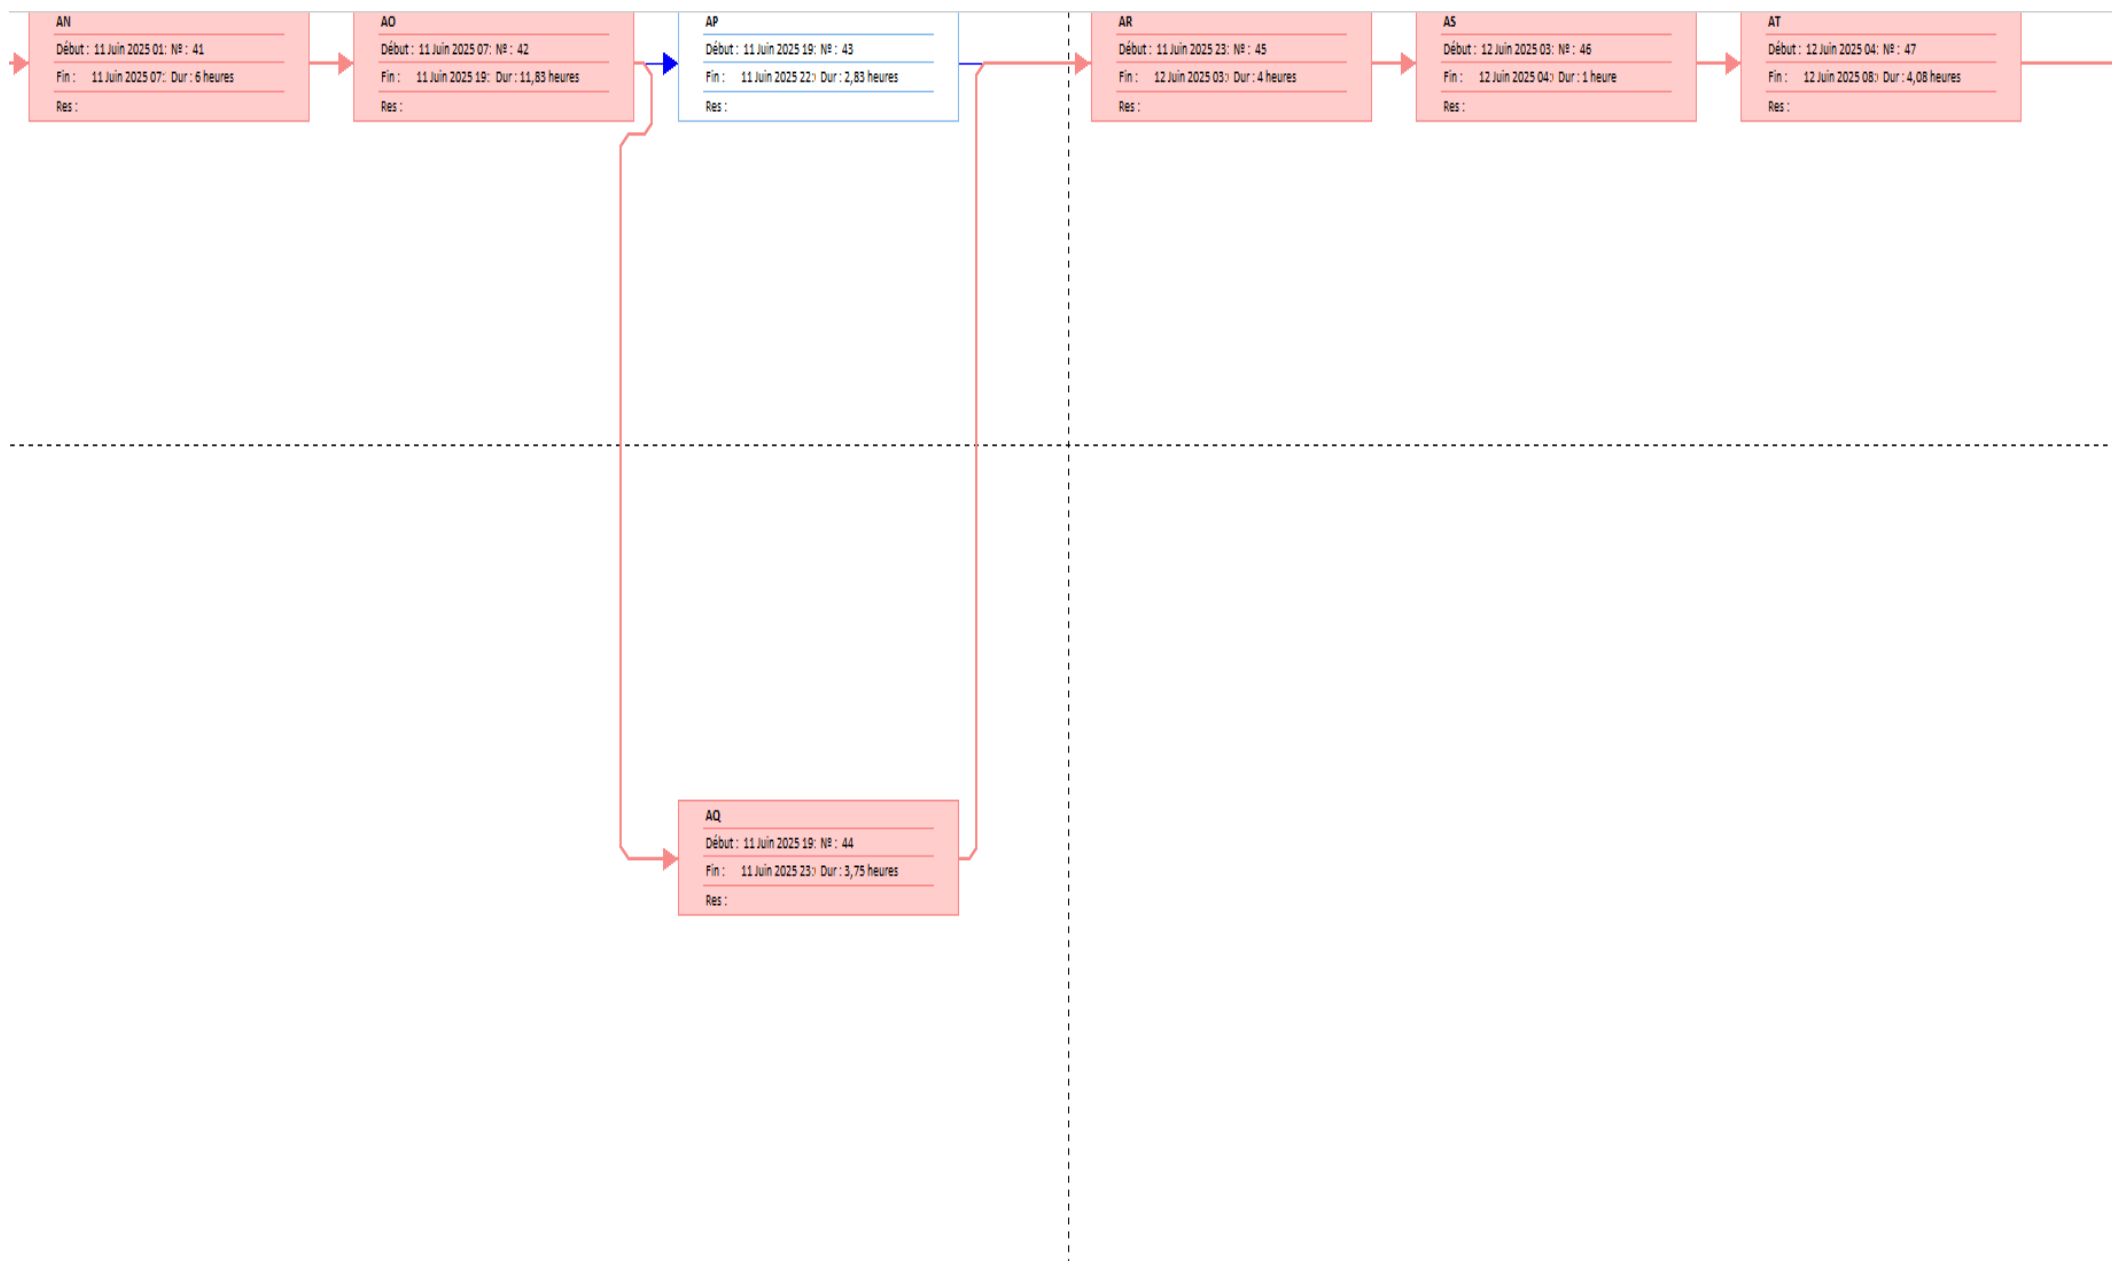 AN
Début : 11 Juin 2025 01: Nº : 41
Fin : 11 Juin 2025 07: Dur : 6 heures
Res :
AO
Début : 11 Juin 2025 07: Nº : 42
Fin : 11 Juin 2025 19: Dur : 11,83 heures
Res :
AP
Début : 11 Juin 2025 19: Nº : 43
Fin : 11 Juin 2025 22: Dur : 2,83 heures
Res :
AR
Début : 11 Juin 2025 23: Nº : 45
Fin : 12 Juin 2025 03: Dur : 4 heures
Res :
AS
Début : 12 Juin 2025 03: Nº : 46
Fin : 12 Juin 2025 04: Dur : 1 heure
Res :
AT
Début : 12 Juin 2025 04: Nº : 47
Fin : 12 Juin 2025 08: Dur : 4,08 heures
Res :
AQ
Début : 11 Juin 2025 19: Nº : 44
Fin : 11 Juin 2025 23: Dur : 3,75 heures
Res :